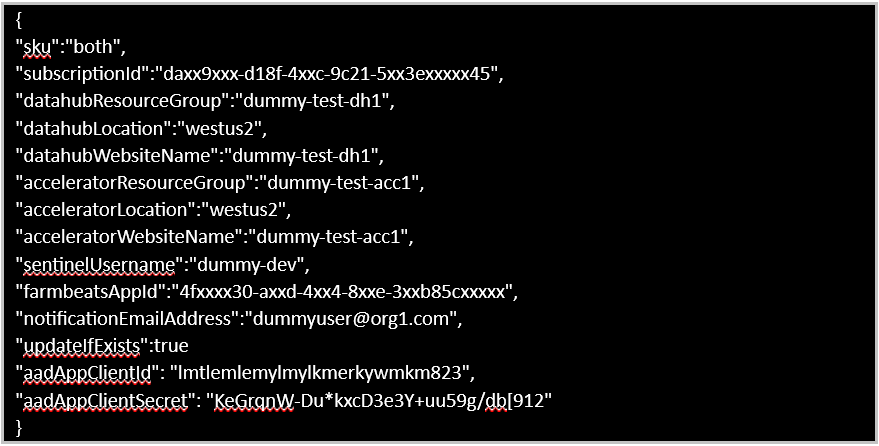 {
"sku":"both",
"subscriptionId":"daxx9xxx-d18f-4xxc-9c21-5xx3exxxxx45",
"datahubResourceGroup":"dummy-test-dh1",
"datahubLocation":"westus2",
"datahubWebsiteName":"dummy-test-dh1",
"acceleratorResourceGroup":"dummy-test-acc1",
"acceleratorLocation":"westus2",
"acceleratorWebsiteName":"dummy-test-acc1",
"sentinelUsername":"dummy-dev",
"farmbeatsAppId":"4fxxxx30-axxd-4xx4-8xxe-3xxb85cxxxxx",
"notificationEmailAddress":"dummyuser@org1.com",
"updateIfExists":true
"aadAppClientId": "lmtlemlemylmylkmerkywmkm823",
"aadAppClientSecret": "KeGrqnW-Du*kxcD3e3Y+uu59g/db[912"
}